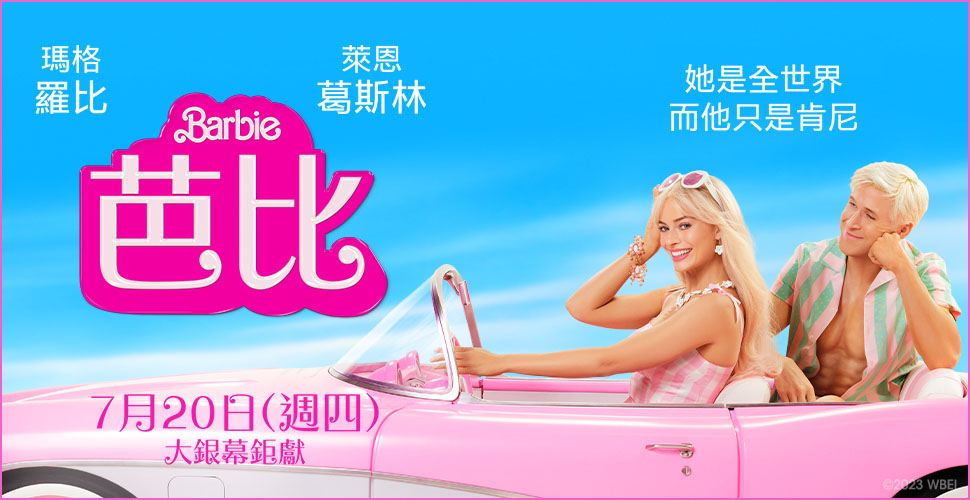 瑪格
羅比
萊恩
葛斯林
她是全世界
而他只是肯尼
Barbie
芭比
7月20日(週四)
大銀幕鉅獻
©2023 WBEI